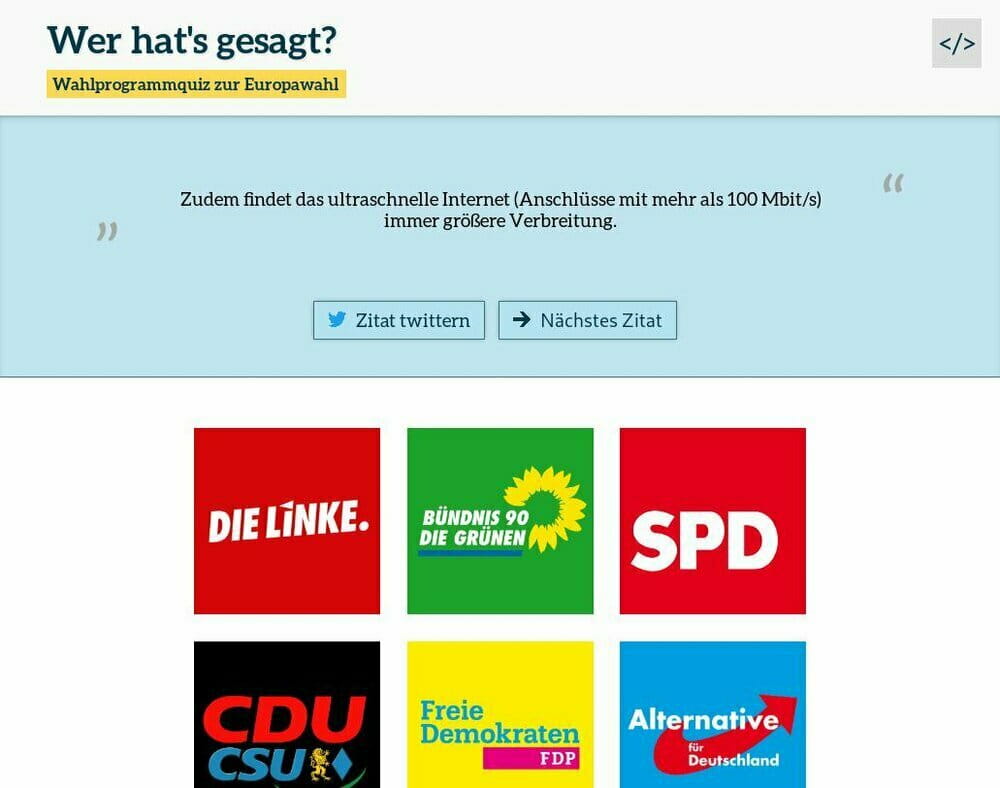 Wer hat's gesagt?
</>
Wahlprogrammquiz zur Europawahl
„
Zudem findet das ultraschnelle Internet (Anschlüsse mit mehr als 100 Mbit/s)
immer größere Verbreitung.
“
Zitat twittern
Nächstes Zitat
DIE LINKE.
BÜNDNIS 90
DIE GRÜNEN
SPD
CDU
CSU
Freie
Demokraten
FDP
Alternative
für
Deutschland